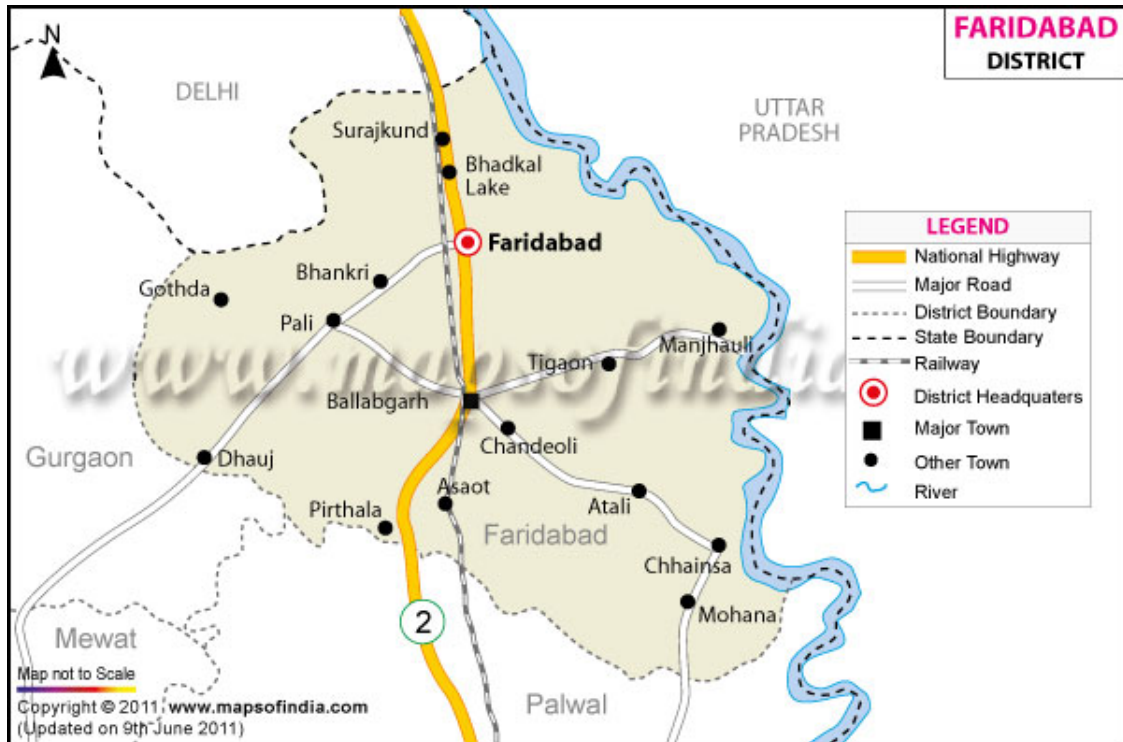 FARIDABAD
DISTRICT
N
DELHI
UTTAR
PRADESH
Surajkund
Bhadkal
Lake
Faridabad
Bhankri
Gothda
Pali
Manjhauli
Tigaon
www.mapsofindia
Ballabgarh
Chandeoli
Gurgaon
Dhauj
Asaot
Atali
Pirthala
Faridabad
Chhainsa
Mohana
2
Mewat
Palwal
LEGEND
National Highway
Major Road
District Boundary
State Boundary
Railway
District Headquaters
Major Town
Other Town
River
Map not to Scale
Copyright © 2011 www.mapsofindia.com
(Updated on 9th June 2011)